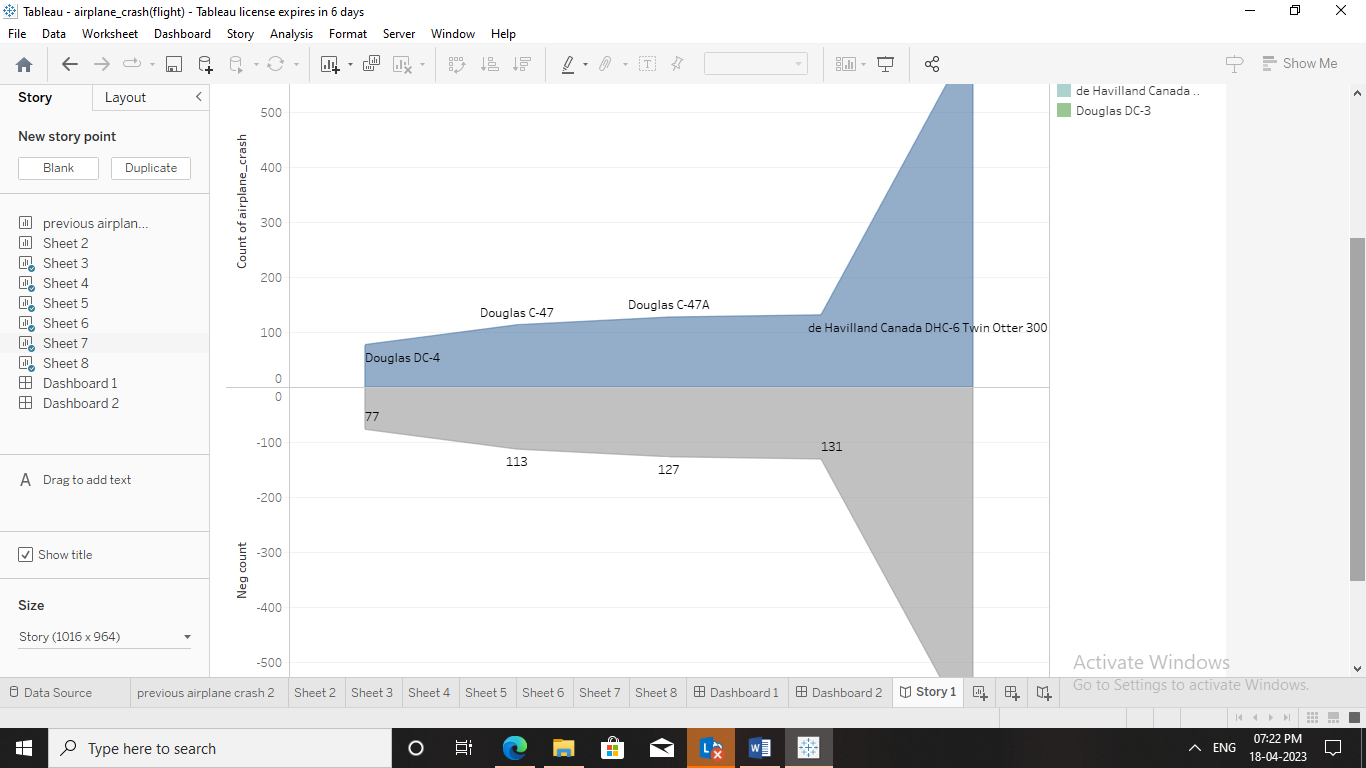 Tableau - airplane_crash(flight) - Tableau license expires in 6 days
File Data Worksheet Dashboard Story Analysis Format Server Window Help
Show Me
Story Layout
New story point
Blank Duplicate
previous airplan...
Sheet 2
Sheet 3
Sheet 4
Sheet 5
Sheet 6
Sheet 7
Sheet 8
Dashboard 1
Dashboard 2
A Drag to add text
Show title
Size
Story (1016 x 964)
Count of airplane_crash
500
400
300
200
100
0
Douglas DC-4
Douglas C-47
Douglas C-47A
de Havilland Canada DHC-6 Twin Otter 300
Neg count
0
-100
-200
-300
-400
-500
77
113
127
131
de Havilland Canada ..
Douglas DC-3
Activate Windows
Go to Settings to activate Windows.
Data Source previous airplane crash 2 Sheet 2 Sheet 3 Sheet 4 Sheet 5 Sheet 6 Sheet 7 Sheet 8 Dashboard 1 Dashboard 2 Story 1
Type here to search
ENG
07:22 PM
18-04-2023